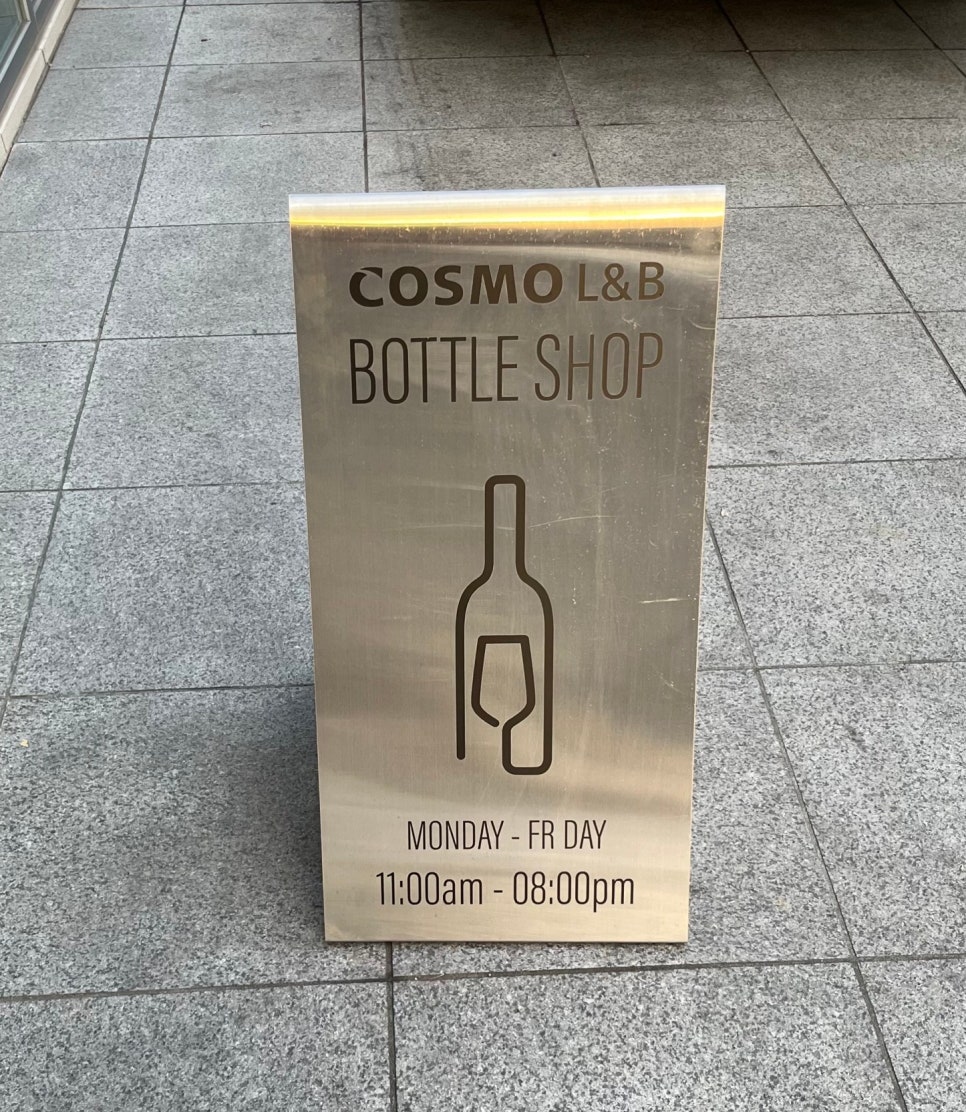 COSMO L&B
BOTTLE SHOP
MONDAY - FR DAY
11:00am - 08:00pm